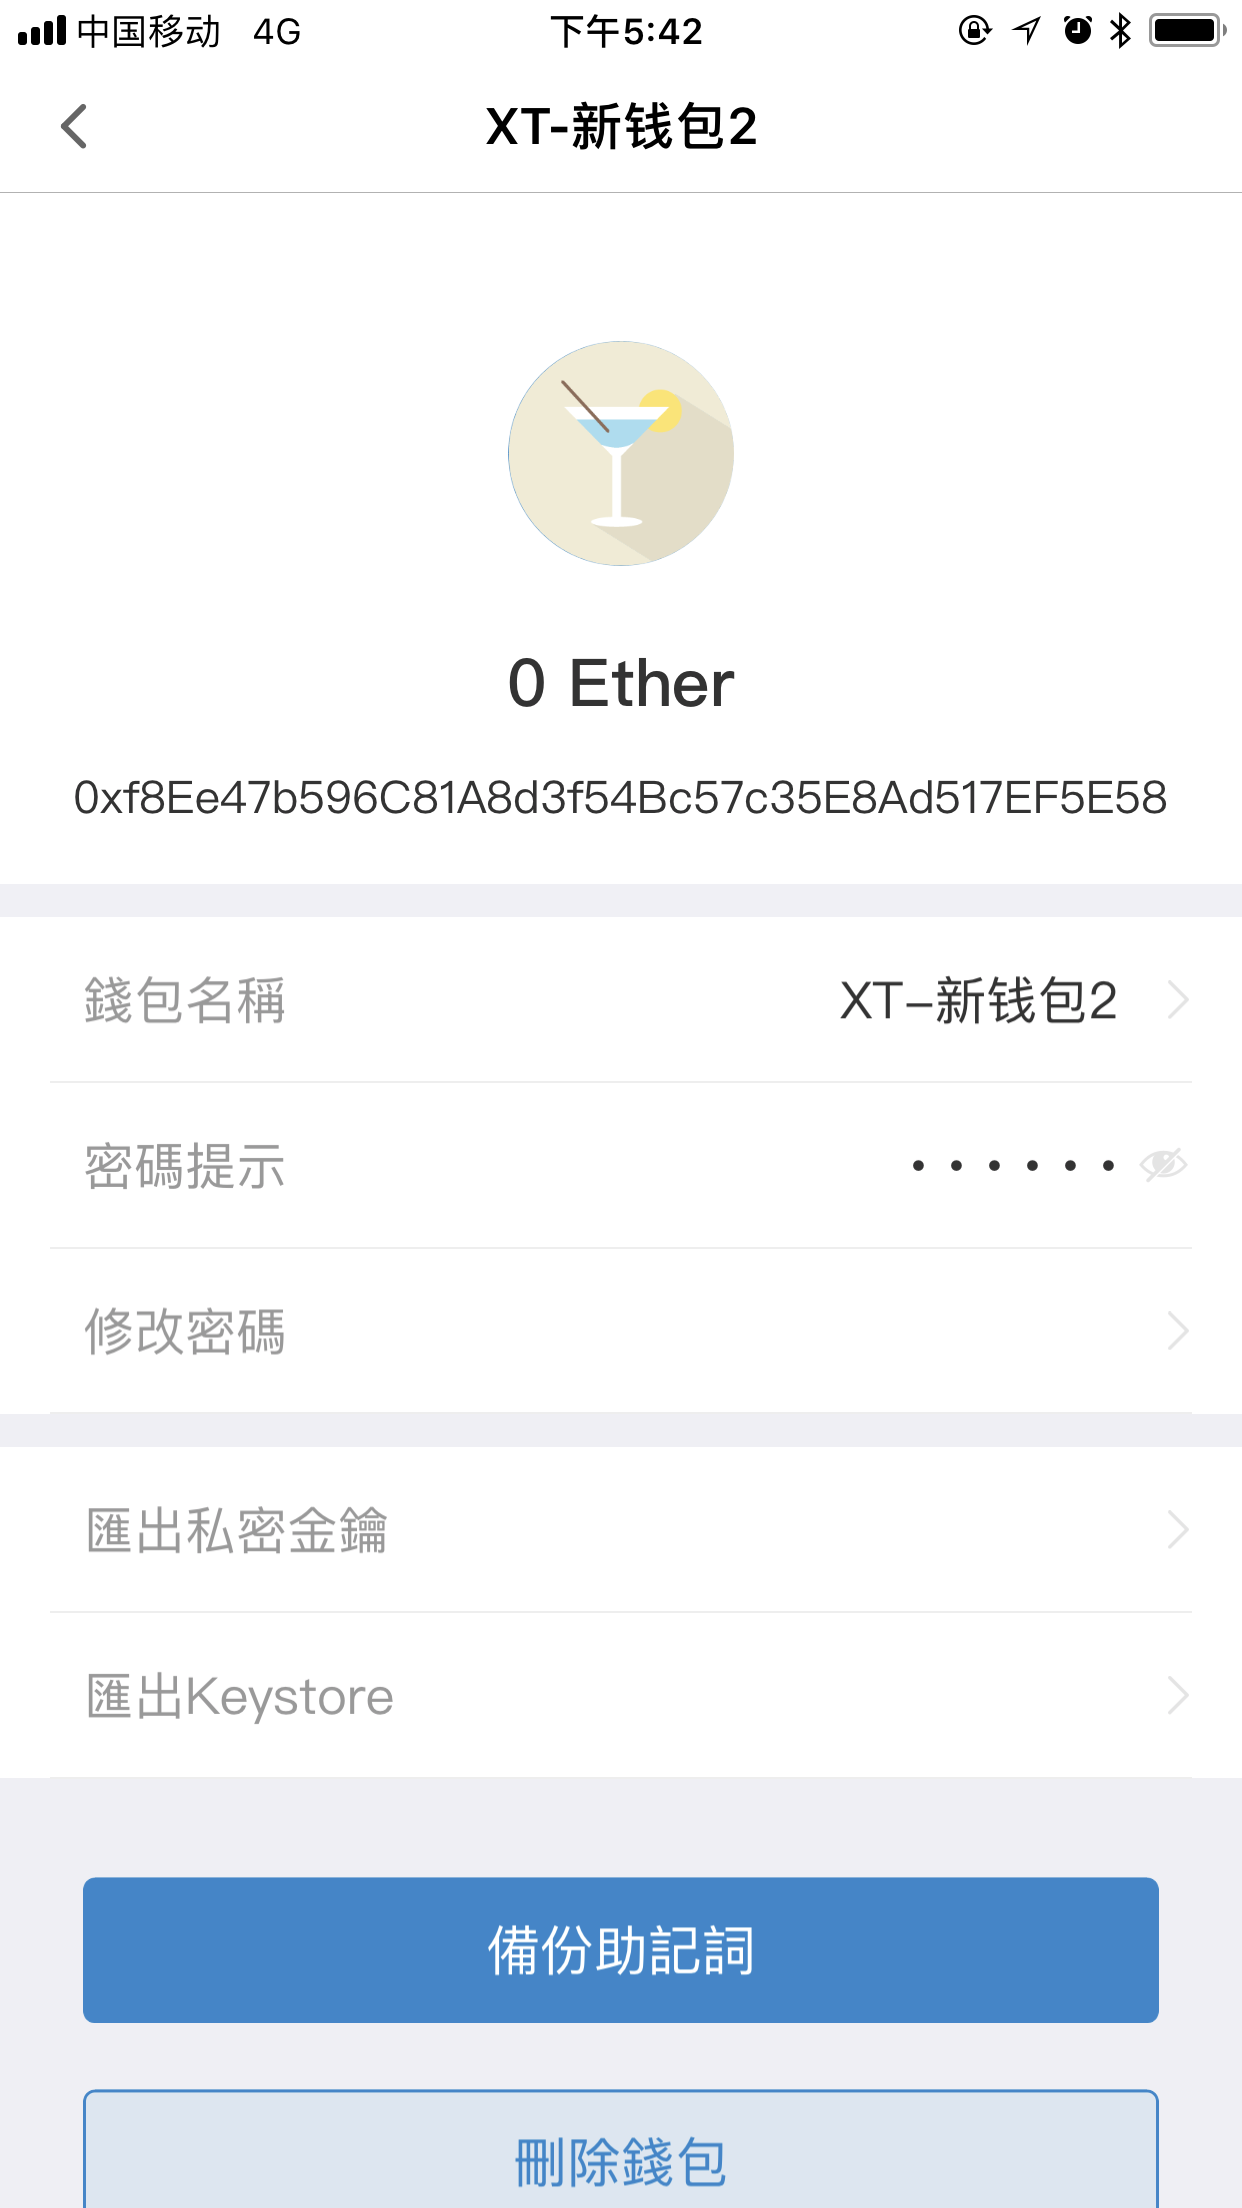 中国移动 4G 下午5:42
XT-新钱包2
0 Ether
0xf8Ee47b596C81A8d3f54Bc57c35E8Ad517EF5E58
錢包名稱 XT-新钱包2
密碼提示 ••••••
修改密碼
匯出私密金鑰
匯出Keystore
備份助記詞
刪除錢包